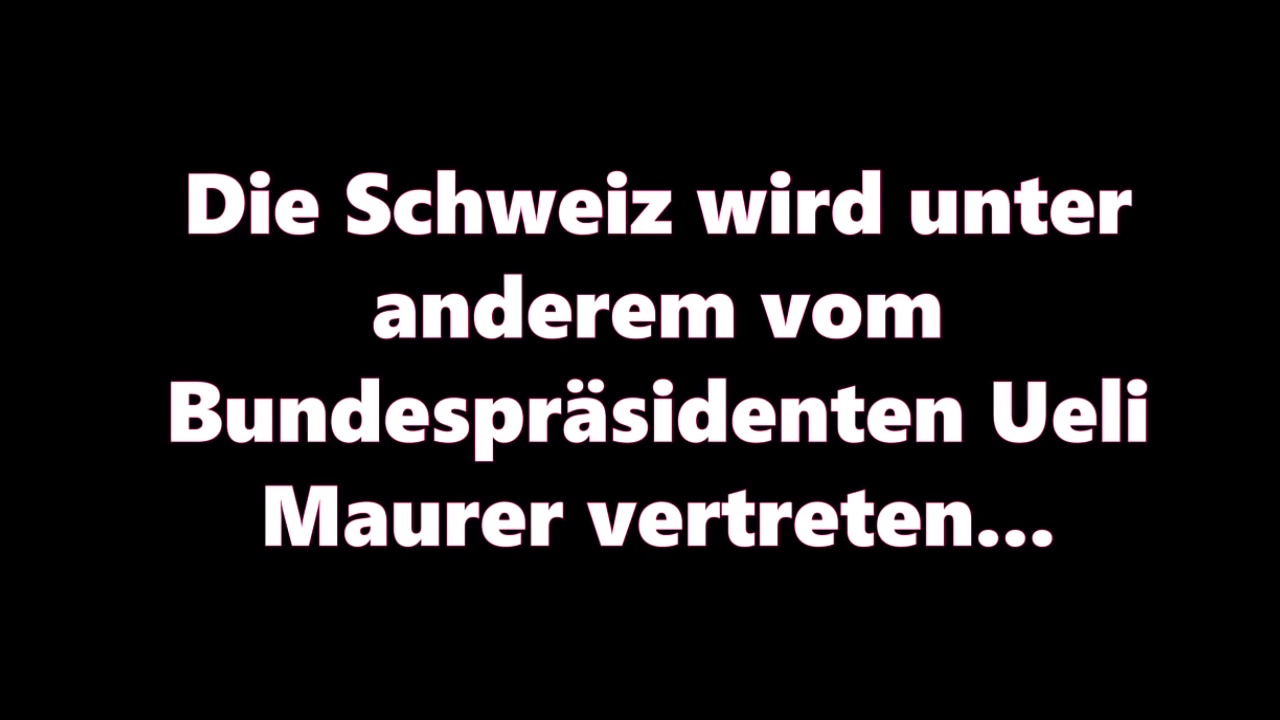 Die Schweiz wird unter
anderem vom
Bundespräsidenten Ueli
Maurer vertreten...